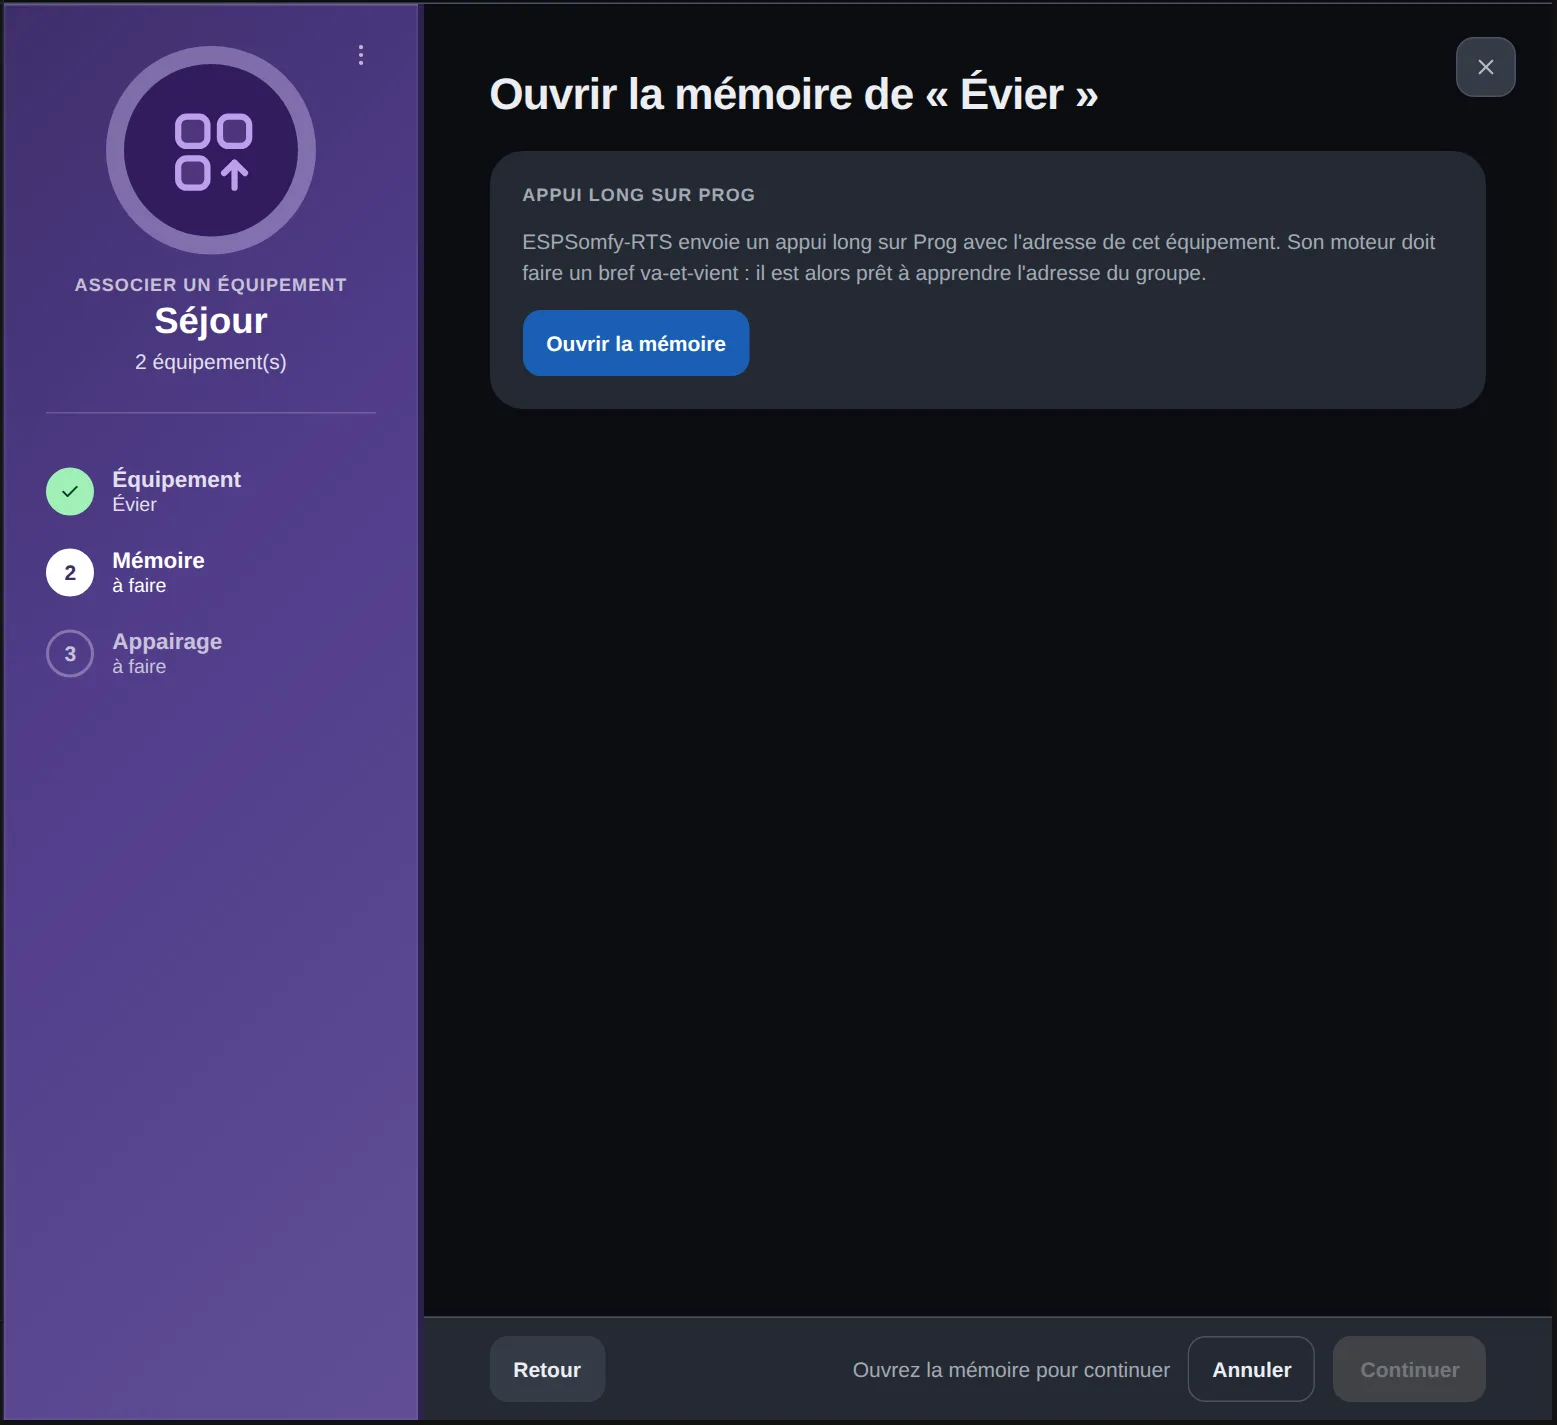 ASSOCIER UN ÉQUIPEMENT
Séjour
2 équipement(s)
Équipement
Évier
2
Mémoire
à faire
3
Appairage
à faire
Ouvrir la mémoire de « Évier »
APPUI LONG SUR PROG
ESPSomfy-RTS envoie un appui long sur Prog avec l'adresse de cet équipement. Son moteur doit
faire un bref va-et-vient : il est alors prêt à apprendre l'adresse du groupe.
Ouvrir la mémoire
Retour
Ouvrez la mémoire pour continuer
Annuler
Continuer